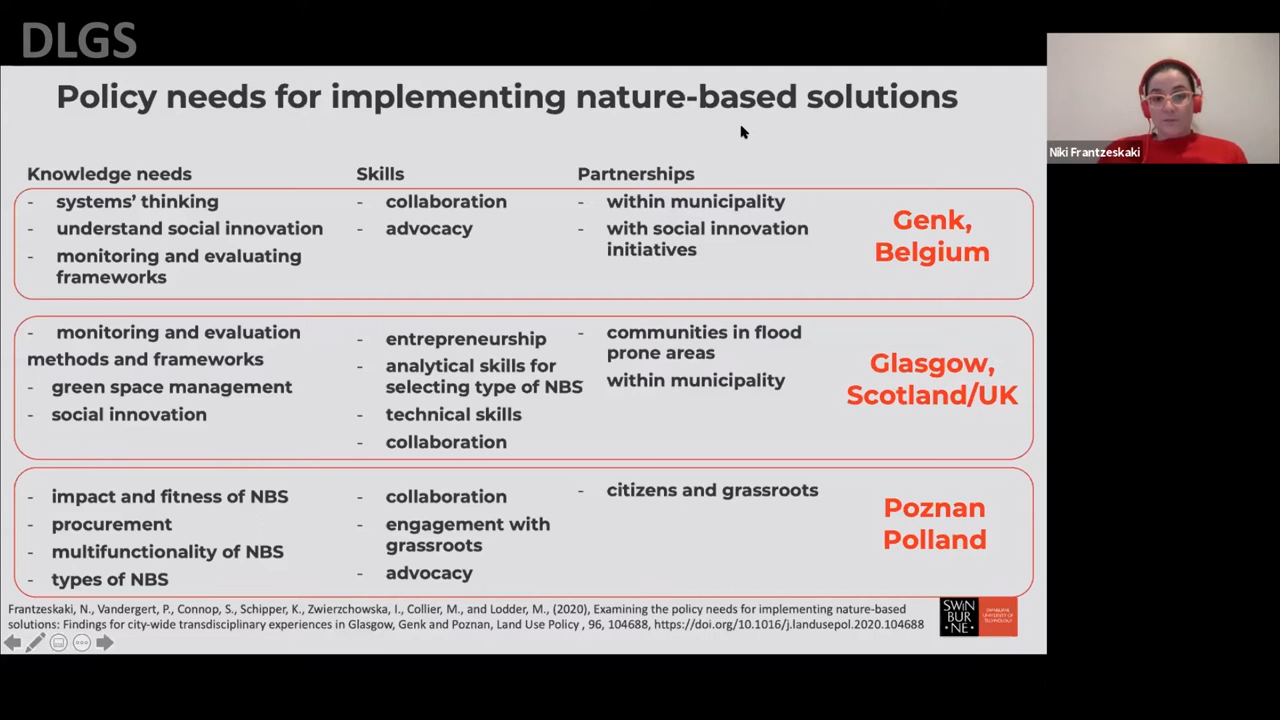 DLGS
Policy needs for implementing nature-based solutions
Niki Frantzeskaki
Knowledge needs
Skills
Partnerships
- systems’ thinking
- understand social innovation
- monitoring and evaluating
frameworks
- collaboration
- advocacy
- within municipality
- with social innovation
initiatives
Genk,
Belgium
- monitoring and evaluation
methods and frameworks
- green space management
- social innovation
- entrepreneurship
- analytical skills for
selecting type of NBS
- technical skills
- collaboration
- communities in flood
prone areas
- within municipality
Glasgow,
Scotland/UK
- impact and fitness of NBS
- procurement
- multifunctionality of NBS
- types of NBS
- collaboration
- engagement with
grassroots
- advocacy
- citizens and grassroots
Poznan
Polland
Frantzeskaki, N., Vandergert, P., Connop, S., Schipper, K., Zwierzchowska, I., Collier, M., and Lodder, M., (2020), Examining the policy needs for implementing nature-based
solutions: Findings for city-wide transdisciplinary experiences in Glasgow, Genk and Poznan, Land Use Policy , 96, 104688, https://doi.org/10.1016/j.landusepol.2020.104688
SWIN
BUR
NE